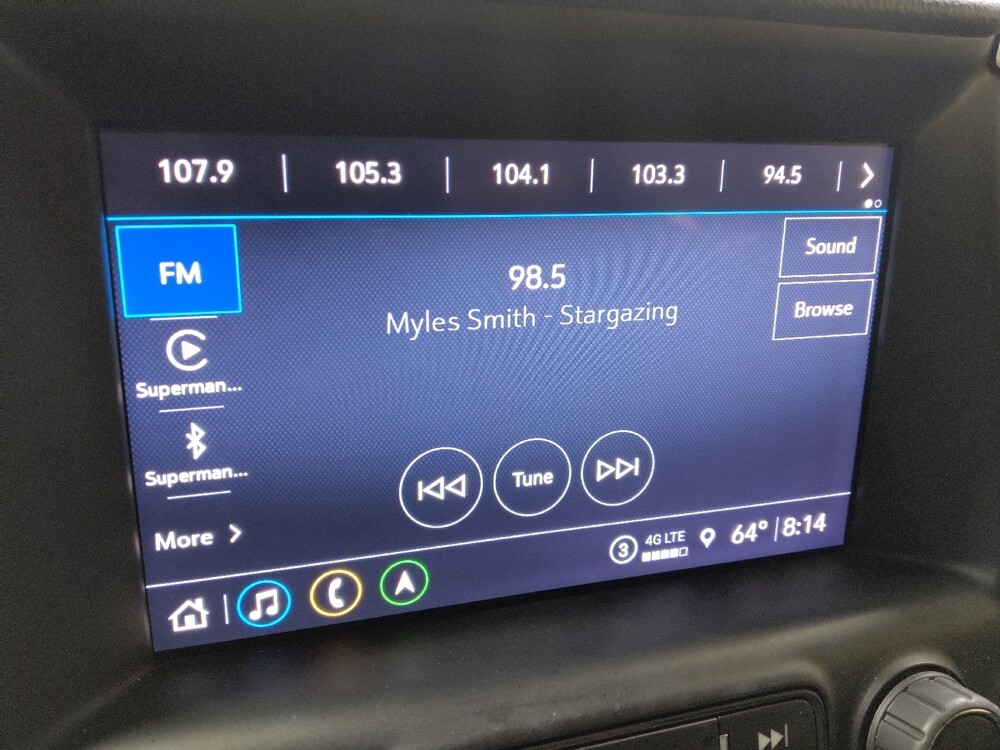 107.9 105.3 104.1 103.3 94.5
FM
98.5
Myles Smith - Stargazing
Sound
Browse
Superman...
Superman...
More
Tune
3 4G LTE 64° 8:14